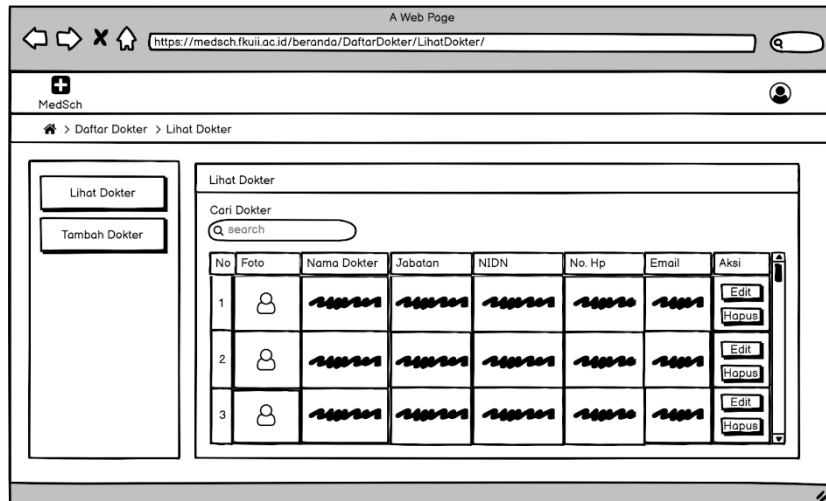 A Web Page
https://medsch.fkuii.ac.id/beranda/DaftarDokter/LihatDokter/
MedSch
> Daftar Dokter > Lihat Dokter
Lihat Dokter
Tambah Dokter
Lihat Dokter
Cari Dokter
search
No Foto Nama Dokter Jabatan NIDN No. Hp Email Aksi
1 Edit
Hapus
2 Edit
Hapus
3 Edit
Hapus